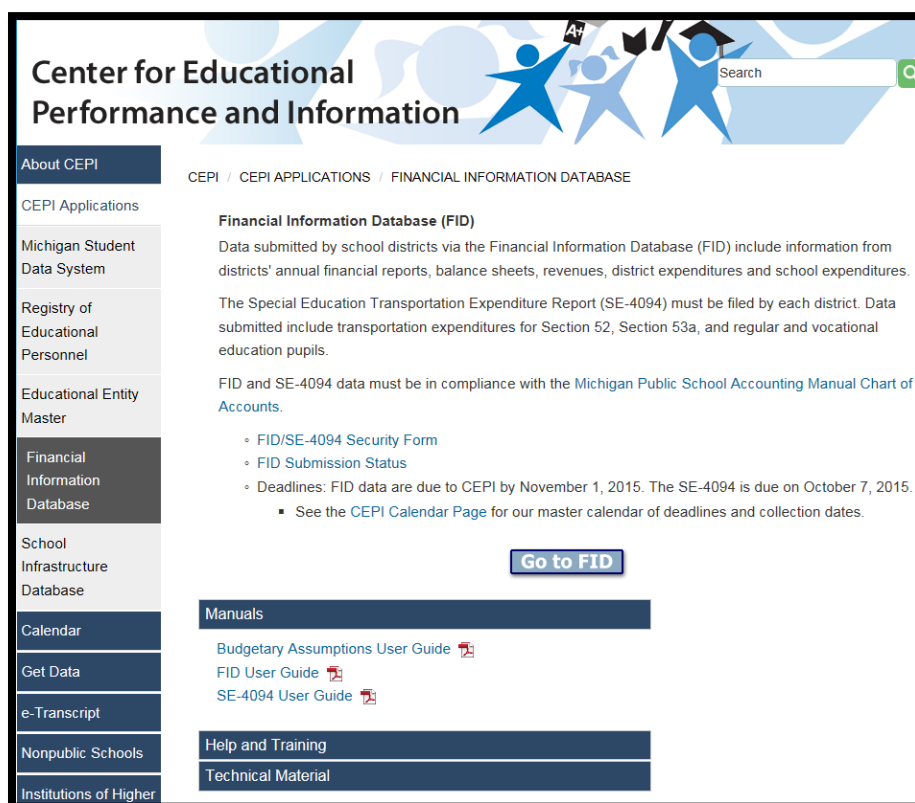 Center for Educational
Performance and Information
A+
Search
About CEPI
CEPI Applications
Michigan Student
Data System
Registry of
Educational
Personnel
Educational Entity
Master
Financial
Information
Database
School
Infrastructure
Database
Calendar
Get Data
e-Transcript
Nonpublic Schools
Institutions of Higher
CEPI / CEPI APPLICATIONS / FINANCIAL INFORMATION DATABASE
Financial Information Database (FID)
Data submitted by school districts via the Financial Information Database (FID) include information from
districts' annual financial reports, balance sheets, revenues, district expenditures and school expenditures.
The Special Education Transportation Expenditure Report (SE-4094) must be filed by each district. Data
submitted include transportation expenditures for Section 52, Section 53a, and regular and vocational
education pupils.
FID and SE-4094 data must be in compliance with the Michigan Public School Accounting Manual Chart of
Accounts.
◦ FID/SE-4094 Security Form
◦ FID Submission Status
◦ Deadlines: FID data are due to CEPI by November 1, 2015. The SE-4094 is due on October 7, 2015.
▪ See the CEPI Calendar Page for our master calendar of deadlines and collection dates.
Go to FID
Manuals
Budgetary Assumptions User Guide
FID User Guide
SE-4094 User Guide
Help and Training
Technical Material